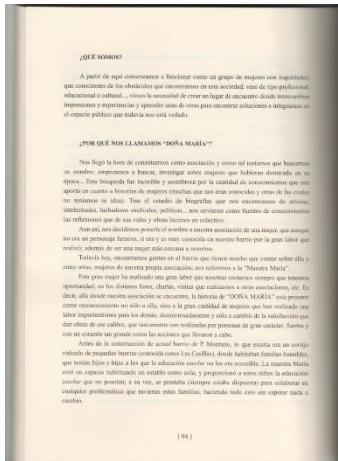 ¿QUÉ SOMOS?
A partir de aquí comenzamos a funcionar como un grupo de mujeres con inquietudes,
que conscientes de los obstáculos que encontramos en esta sociedad, sean de tipo profesional,
educacional o cultural..., vimos la necesidad de crear un lugar de encuentro donde intercambiar
impresiones y experiencias y aprender unas de otras para encontrar soluciones e integrarnos en
el espacio público que todavía nos está vedado.
¿POR QUÉ NOS LLAMAMOS “DOÑA MARÍA”?
Nos llegó la hora de constituirnos como asociación y como tal teníamos que buscarnos
un nombre; empezamos a buscar, investigar sobre mujeres que hubieran destacado en su
época... Esta búsqueda fue increíble y asombrosa por la cantidad de conocimientos que nos
aportó en cuanto a historias de mujeres (muchas que nos eran conocidas y otras de las cuales
no teníamos ni idea). Tras el estudio de biografías que nos encontramos de artistas,
intelectuales, luchadoras sindicales, políticas... nos sirvieron como fuentes de conocimientos
las reflexiones que de sus vidas y obras hicimos en colectivo.
Aun así, nos decidimos ponerle el nombre a nuestra asociación de una mujer, que aunque
no era un personaje famoso, sí era y es muy conocida en nuestro barrio por la gran labor que
realizó; además de ser una mujer más cercana a nosotras.
Todavía hoy, encontramos gentes en el barrio que tienen mucho que contar sobre ella y
entre otras, mujeres de nuestra propia asociación; nos referimos a la “Maestra María”.
Esta gran mujer ha realizado una gran labor que nosotras contamos siempre que tenemos
oportunidad, en los distintos foros, charlas, visitas que realizamos a otras asociaciones, etc. Es
decir, allá donde nuestra asociación se encuentra, la historia de “DOÑA MARÍA” está presente
como reconocimiento no sólo a ella, sino a la gran cantidad de mujeres que han realizado una
labor importantísima para los demás, desinteresadamente y sólo a cambio de la satisfacción que
dan obras de ese calibre, que únicamente son realizadas por personas de gran carácter, fuertes y
con un corazón tan grande como las acciones que llevaron a cabo.
Antes de la construcción de actual barrio de P. Montano, lo que existía era un cortijo
rodeado de pequeñas huertas (conocida como Las Casillas), donde habitaban familias humildes,
que tenían hijos e hijas a los que la educación escolar no les era accesible. La maestra María
creó un espacio habilitando un establo como aula, y proporcionó a estos niños la educación
escolar que no poseían; a su vez, se prestaba (siempre estaba dispuesta) para colaborar en
cualquier problemática que tuvieran estas familias, haciendo todo esto sin esperar nada a
cambio.
[ 94 ]